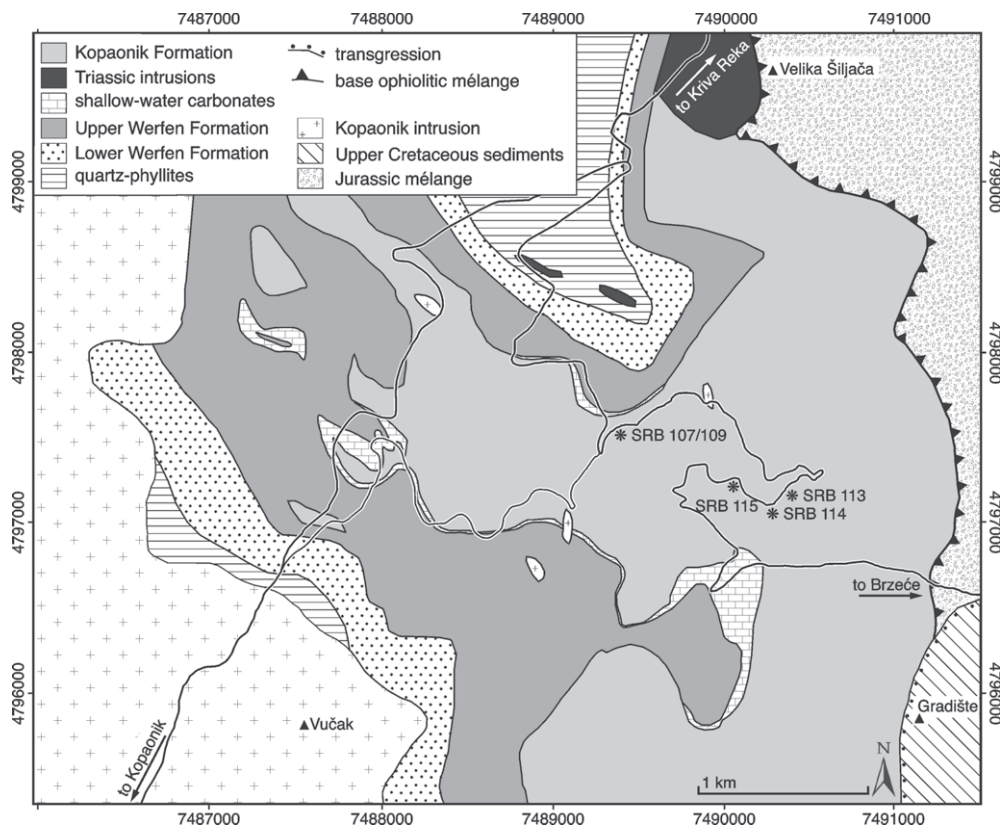 7487000 7488000 7489000 7490000 7491000
Kopaonik Formation
Triassic intrusions
shallow-water carbonates
Upper Werfen Formation
Lower Werfen Formation
quartz-phyllites
transgression
base ophiolitic mélange
Kopaonik intrusion
Upper Cretaceous sediments
Jurassic mélange
to Kriva Reka
Velika Šiljača
4799000
4799000
4798000
4798000
SRB 107/109
SRB 115
SRB 113
SRB 114
4797000
4797000
to Brzeće
4796000
4796000
Gradište
Vučak
to Kopaonik
N
1 km
7487000 7488000 7489000 7490000 7491000